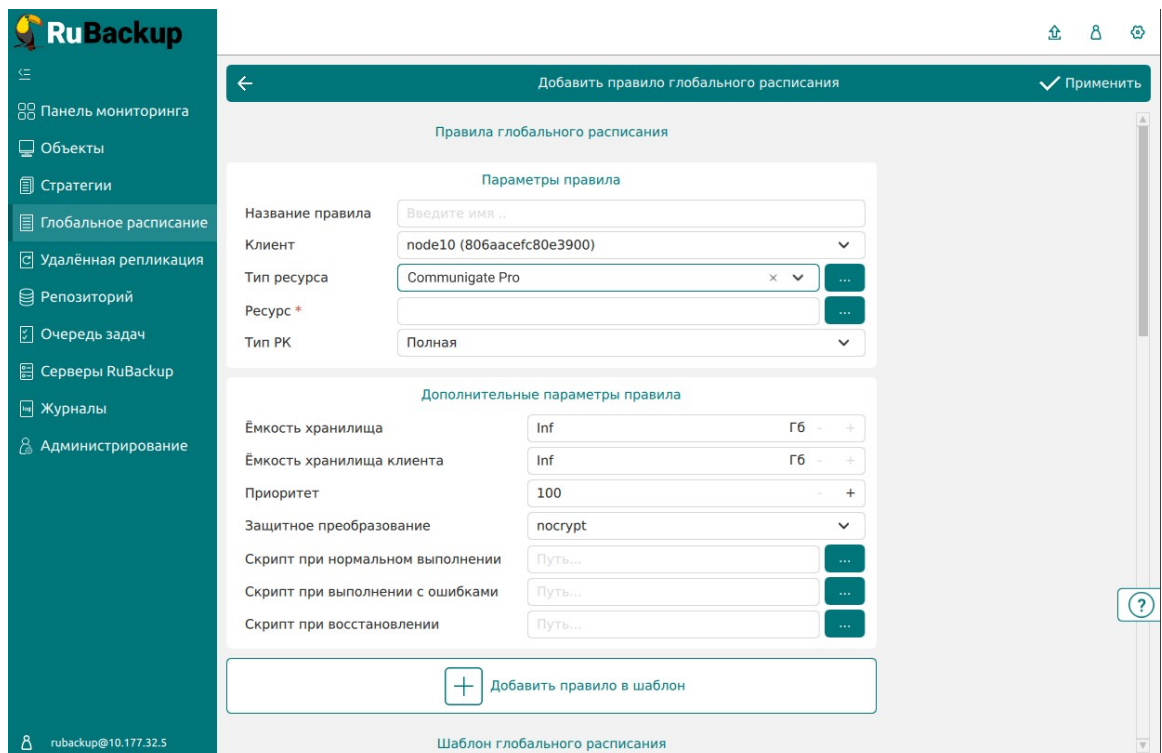 RuBackup
Панель мониторинга
Объекты
Стратегии
Глобальное расписание
Удалённая репликация
Репозиторий
Очередь задач
Серверы RuBackup
Журналы
Администрирование
rubackup@10.177.32.5
Добавить правило глобального расписания
Применить
Правила глобального расписания
Параметры правила
Название правила Введите имя ..
Клиент node10 (806aacefc80e3900)
Тип ресурса Communigate Pro × ...
Ресурс * ...
Тип РК Полная
Дополнительные параметры правила
Ёмкость хранилища Inf Гб - +
Ёмкость хранилища клиента Inf Гб - +
Приоритет 100 - +
Защитное преобразование nocrypt
Скрипт при нормальном выполнении Путь... ...
Скрипт при выполнении с ошибками Путь... ...
Скрипт при восстановлении Путь... ...
?
Добавить правило в шаблон
Шаблон глобального расписания